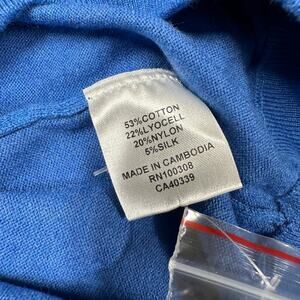 53%COTTON
22%LYOCELL
20%NYLON
5%SILK
MADE IN CAMBODIA
RN100308
CA40339